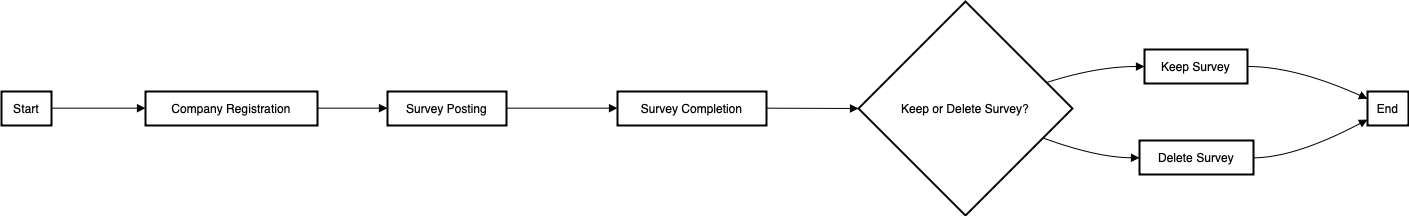 Start
Company Registration
Survey Posting
Survey Completion
Keep or Delete Survey?
Keep Survey
Delete Survey
End